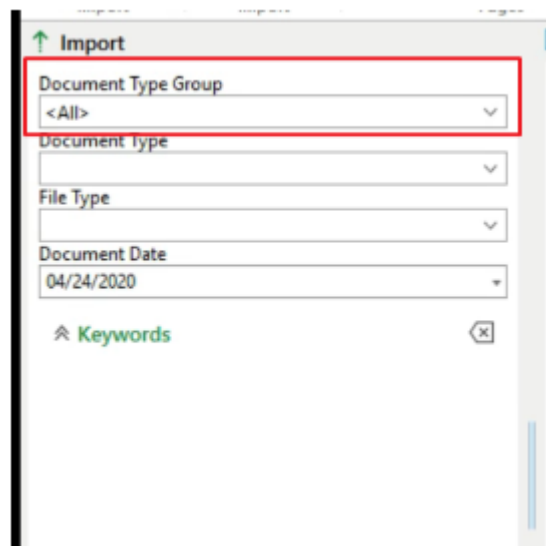 Import
Document Type Group
<All>
Document Type
File Type
Document Date
04/24/2020
Keywords